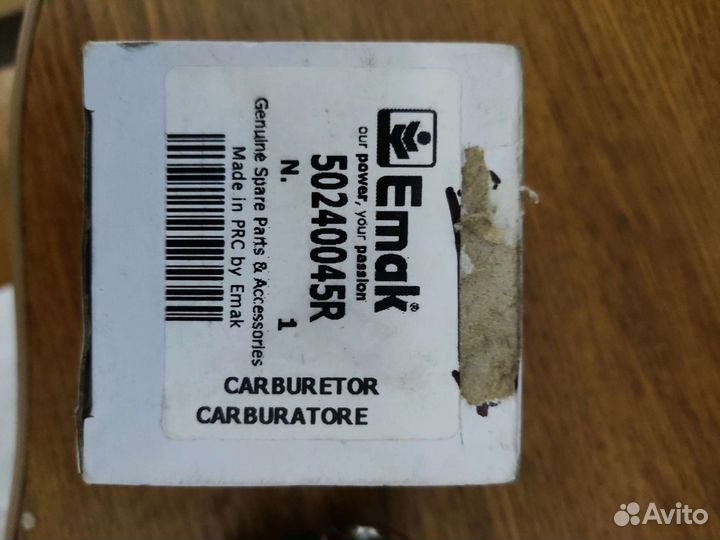 Emak®
our power, your passion
50240045R
N. 1
Genuine Spare Parts & Accessories
Made in PRC by Emak
CARBURETOR
CARBURATORE
Avito